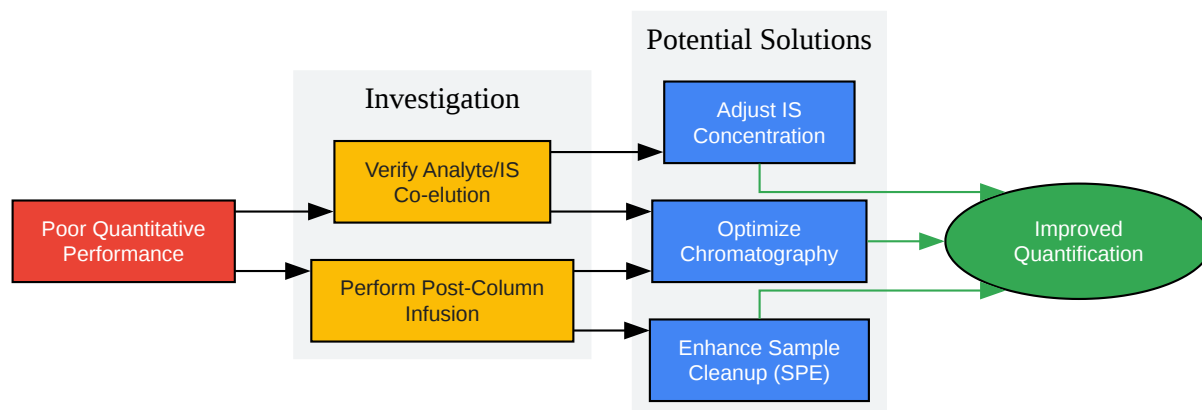 Potential Solutions
Investigation
Adjust IS
Concentration
Verify Analyte/IS
Co-elution
Poor Quantitative
Performance
Optimize
Chromatography
Improved
Quantification
Perform Post-Column
Infusion
Enhance Sample
Cleanup (SPE)